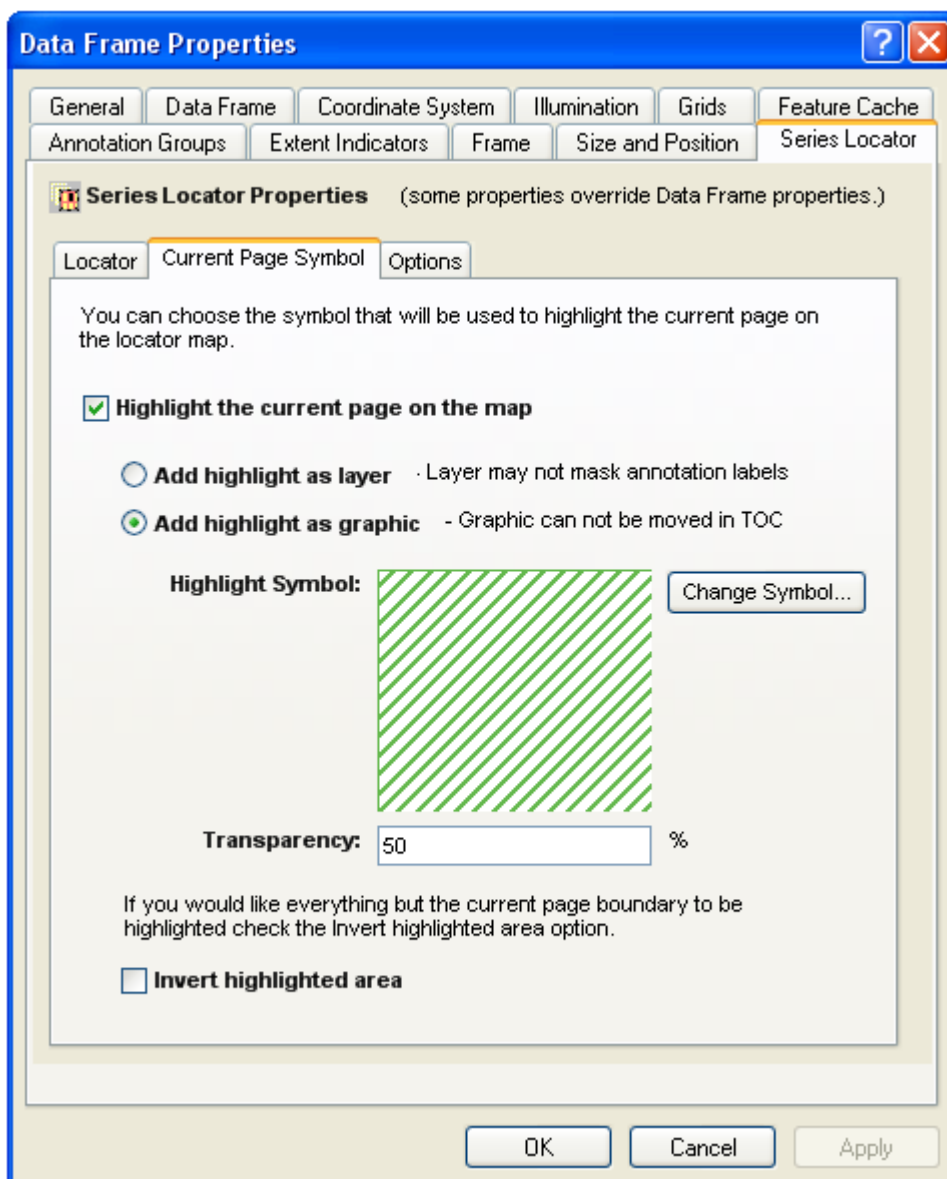 Data Frame Properties
General Data Frame Coordinate System Illumination Grids Feature Cache
Annotation Groups Extent Indicators Frame Size and Position Series Locator
Series Locator Properties (some properties override Data Frame properties.)
Locator Current Page Symbol Options
You can choose the symbol that will be used to highlight the current page on
the locator map.
Highlight the current page on the map
Add highlight as layer - Layer may not mask annotation labels
Add highlight as graphic - Graphic can not be moved in TOC
Highlight Symbol: Change Symbol...
Transparency: 50 %
If you would like everything but the current page boundary to be
highlighted check the Invert highlighted area option.
Invert highlighted area
OK Cancel Apply